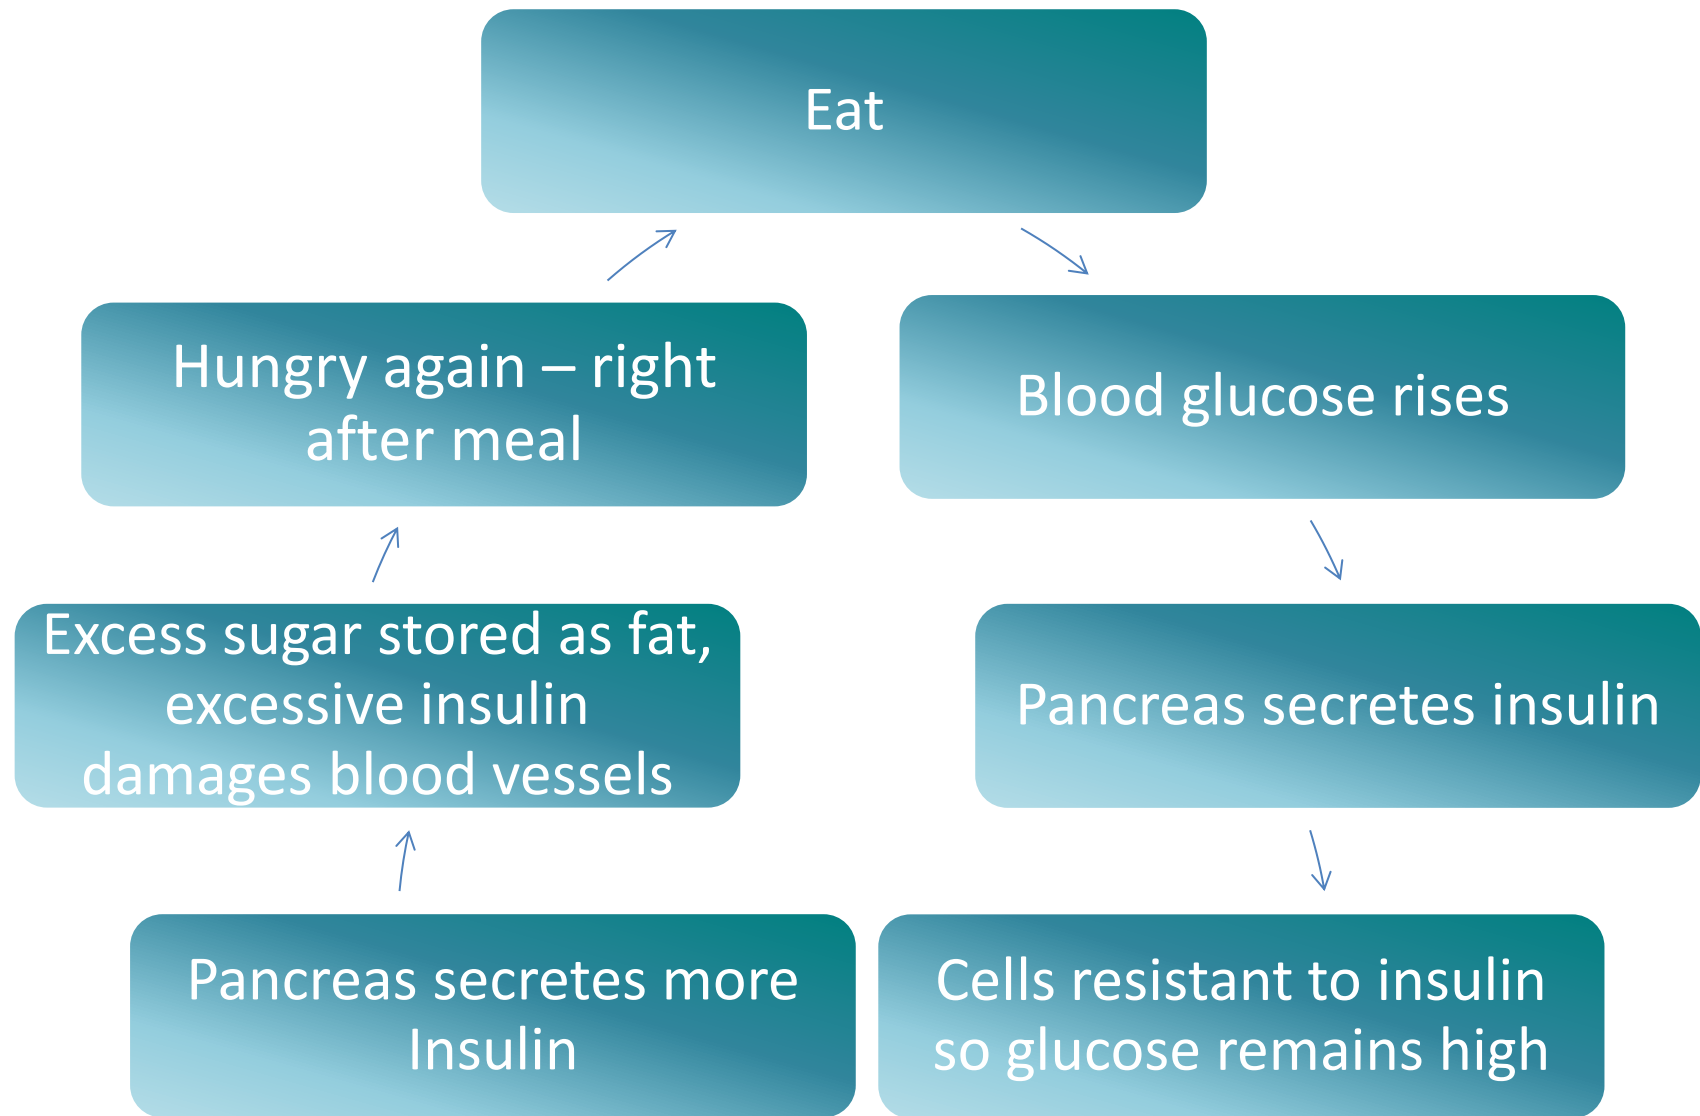 Eat
Blood glucose rises
Pancreas secretes insulin
Cells resistant to insulin
so glucose remains high
Pancreas secretes more
Insulin
Excess sugar stored as fat,
excessive insulin
damages blood vessels
Hungry again – right
after meal